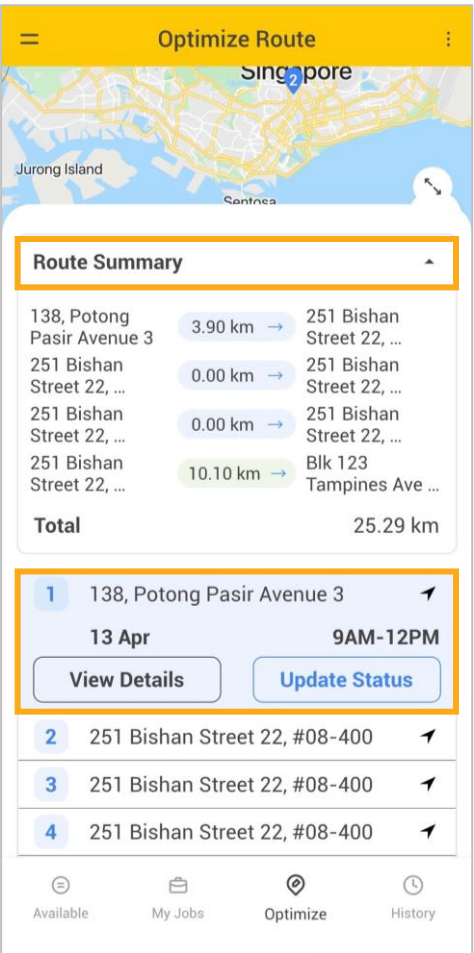 Optimize Route
Singapore
2
Jurong Island
Sentosa
Route Summary
138, Potong Pasir Avenue 3 3.90 km → 251 Bishan Street 22, ...
251 Bishan Street 22, ... 0.00 km → 251 Bishan Street 22, ...
251 Bishan Street 22, ... 0.00 km → 251 Bishan Street 22, ...
251 Bishan Street 22, ... 10.10 km → Blk 123 Tampines Ave ...
Total 25.29 km
1 138, Potong Pasir Avenue 3
13 Apr 9AM-12PM
View Details Update Status
2 251 Bishan Street 22, #08-400
3 251 Bishan Street 22, #08-400
4 251 Bishan Street 22, #08-400
Available My Jobs Optimize History